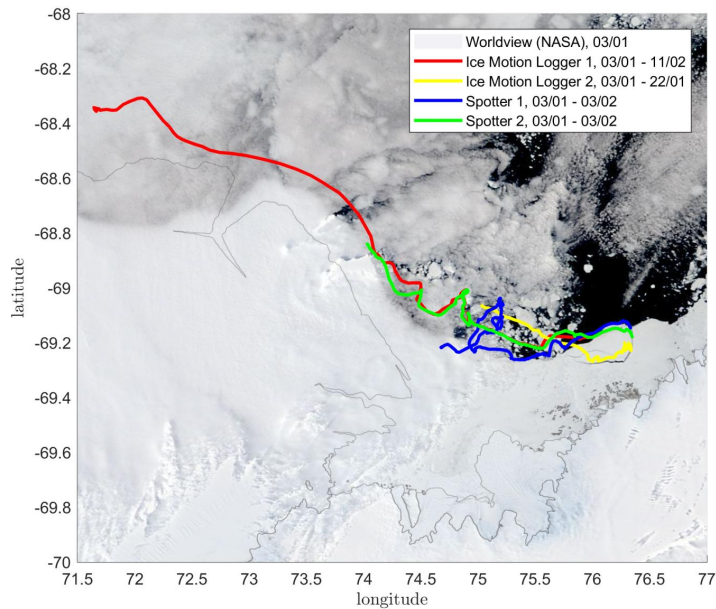 -68
-68.2
-68.4
-68.6
-68.8
-69
-69.2
-69.4
-69.6
-69.8
-70
latitude
Worldview (NASA), 03/01
Ice Motion Logger 1, 03/01 - 11/02
Ice Motion Logger 2, 03/01 - 22/01
Spotter 1, 03/01 - 03/02
Spotter 2, 03/01 - 03/02
71.5 72 72.5 73 73.5 74 74.5 75 75.5 76 76.5 77
longitude